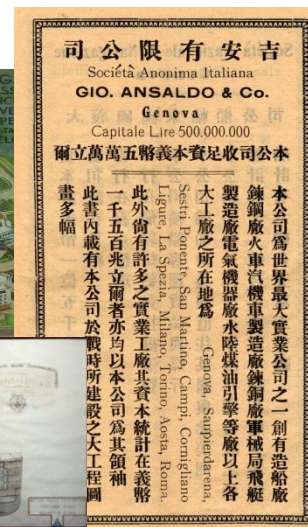 吉安有限公司
Società Anonima Italiana
GIO. ANSALDO & Co.
Genova
Capitale Lire 500.000.000
本公司收足資本義幣五萬萬立爾
本公司爲世界最大實業公司之一創有造船廠
鍊鋼廠火車汽機車製造廠鍊銅廠軍械局飛艇
製造廠電氣機器廠水陸煤油引擎等廠以上各
大工廠之所在地爲 Genova, Sampierdarena,
Sestri Ponente, San Martino, Campi, Cornigliano
Ligure, La Spezia, Milano, Torino, Aosta, Roma.
此外尙有許多之實業工廠其資本統計在義幣
一千五百兆立爾者亦均以本公司爲其領袖
此書內載有本公司於戰時所建設之大工程圖
畫多幅